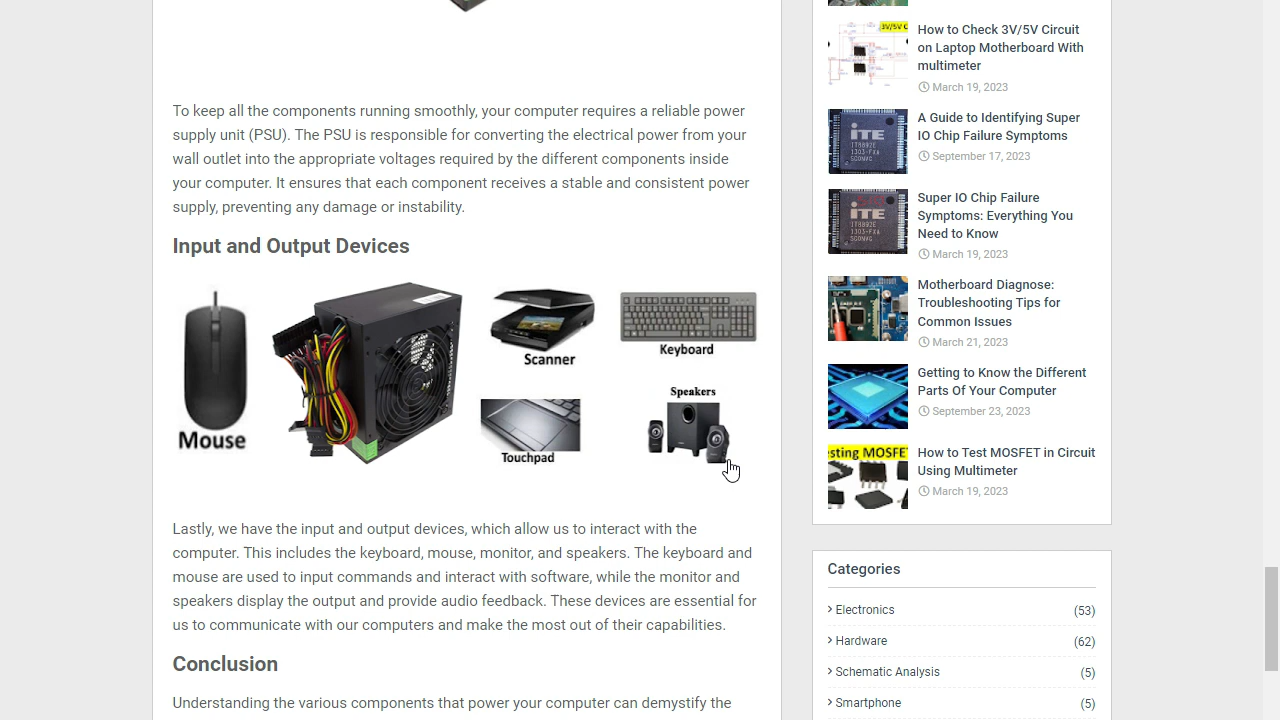 To keep all the components running smoothly, your computer requires a reliable power
supply unit (PSU). The PSU is responsible for converting the electrical power from your
wall outlet into the appropriate voltages required by the different components inside
your computer. It ensures that each component receives a stable and consistent power
supply, preventing any damage or instability.
Input and Output Devices
Scanner
Keyboard
Mouse
Touchpad
Speakers
Lastly, we have the input and output devices, which allow us to interact with the
computer. This includes the keyboard, mouse, monitor, and speakers. The keyboard and
mouse are used to input commands and interact with software, while the monitor and
speakers display the output and provide audio feedback. These devices are essential for
us to communicate with our computers and make the most out of their capabilities.
Conclusion
Understanding the various components that power your computer can demystify the
3V/5V C
How to Check 3V/5V Circuit
on Laptop Motherboard With
multimeter
March 19, 2023
iTE
IT8892E
1303-FXA
A Guide to Identifying Super
IO Chip Failure Symptoms
September 17, 2023
iTE
IT8892E
1303-FXA
Super IO Chip Failure
Symptoms: Everything You
Need to Know
March 19, 2023
Motherboard Diagnose:
Troubleshooting Tips for
Common Issues
March 21, 2023
Getting to Know the Different
Parts Of Your Computer
September 23, 2023
sting MOSFE
How to Test MOSFET in Circuit
Using Multimeter
March 19, 2023
Categories
Electronics (53)
Hardware (62)
Schematic Analysis (5)
Smartphone (5)